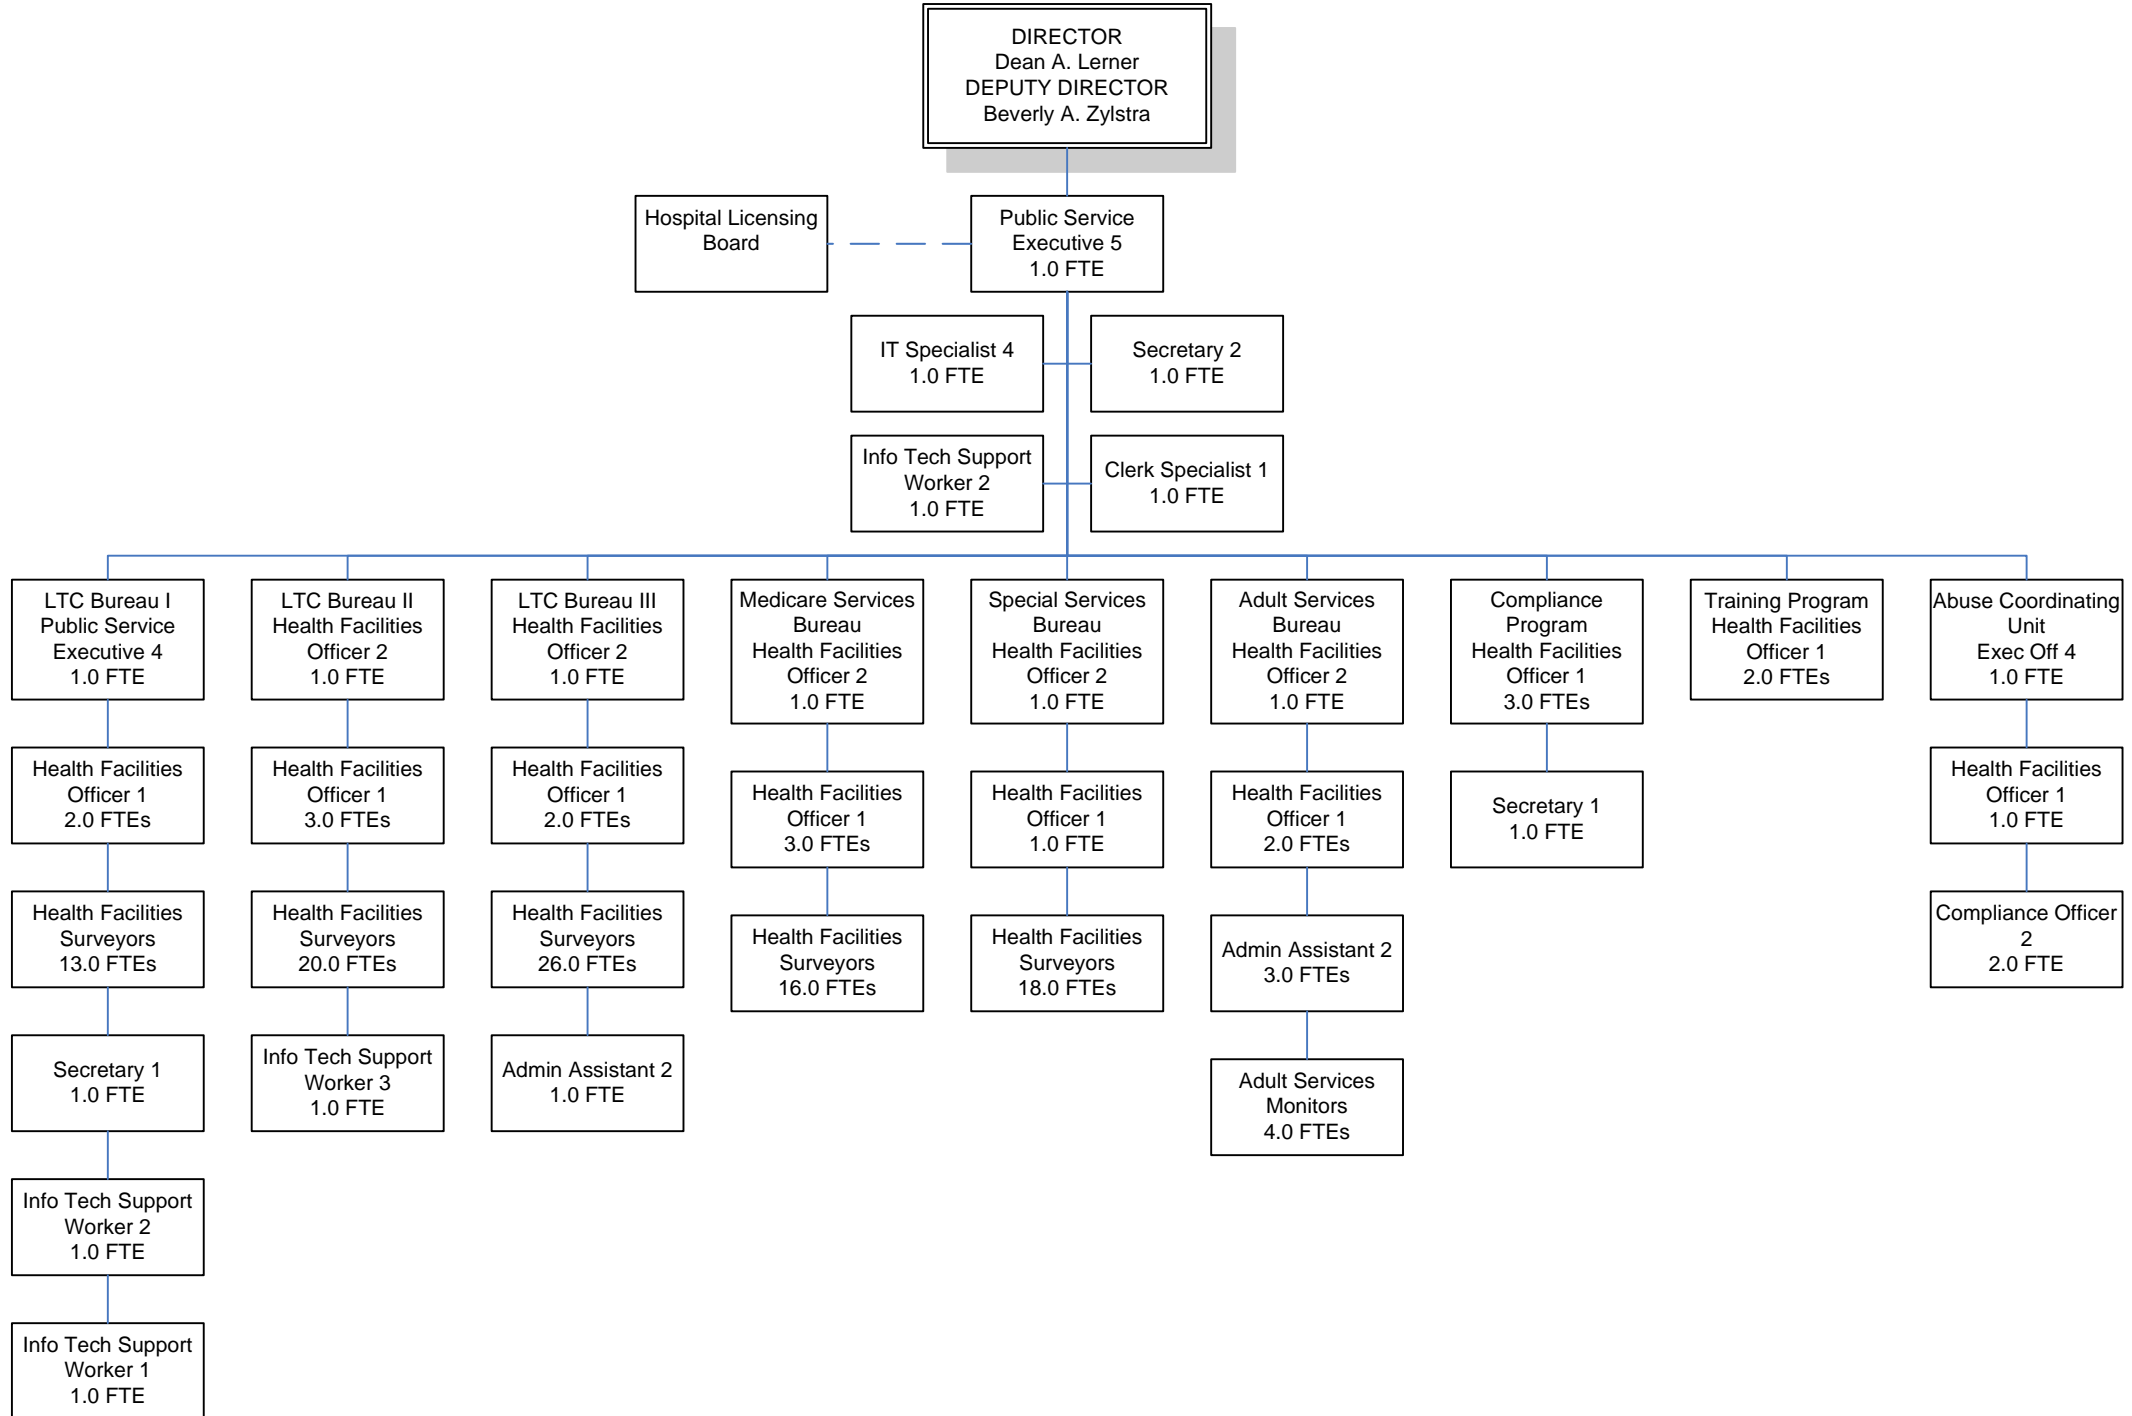 DIRECTOR
Dean A. Lerner
DEPUTY DIRECTOR
Beverly A. Zylstra
Hospital Licensing
Board
Public Service
Executive 5
1.0 FTE
IT Specialist 4
1.0 FTE
Secretary 2
1.0 FTE
Info Tech Support
Worker 2
1.0 FTE
Clerk Specialist 1
1.0 FTE
LTC Bureau I
Public Service
Executive 4
1.0 FTE
LTC Bureau II
Health Facilities
Officer 2
1.0 FTE
LTC Bureau III
Health Facilities
Officer 2
1.0 FTE
Medicare Services
Bureau
Health Facilities
Officer 2
1.0 FTE
Special Services
Bureau
Health Facilities
Officer 2
1.0 FTE
Adult Services
Bureau
Health Facilities
Officer 2
1.0 FTE
Compliance
Program
Health Facilities
Officer 1
3.0 FTEs
Training Program
Health Facilities
Officer 1
2.0 FTEs
Abuse Coordinating
Unit
Exec Off 4
1.0 FTE
Health Facilities
Officer 1
2.0 FTEs
Health Facilities
Officer 1
3.0 FTEs
Health Facilities
Officer 1
2.0 FTEs
Health Facilities
Officer 1
3.0 FTEs
Health Facilities
Officer 1
1.0 FTE
Health Facilities
Officer 1
2.0 FTEs
Secretary 1
1.0 FTE
Health Facilities
Officer 1
1.0 FTE
Health Facilities
Surveyors
13.0 FTEs
Health Facilities
Surveyors
20.0 FTEs
Health Facilities
Surveyors
26.0 FTEs
Health Facilities
Surveyors
16.0 FTEs
Health Facilities
Surveyors
18.0 FTEs
Admin Assistant 2
3.0 FTEs
Compliance Officer
2
2.0 FTE
Secretary 1
1.0 FTE
Info Tech Support
Worker 3
1.0 FTE
Admin Assistant 2
1.0 FTE
Adult Services
Monitors
4.0 FTEs
Info Tech Support
Worker 2
1.0 FTE
Info Tech Support
Worker 1
1.0 FTE